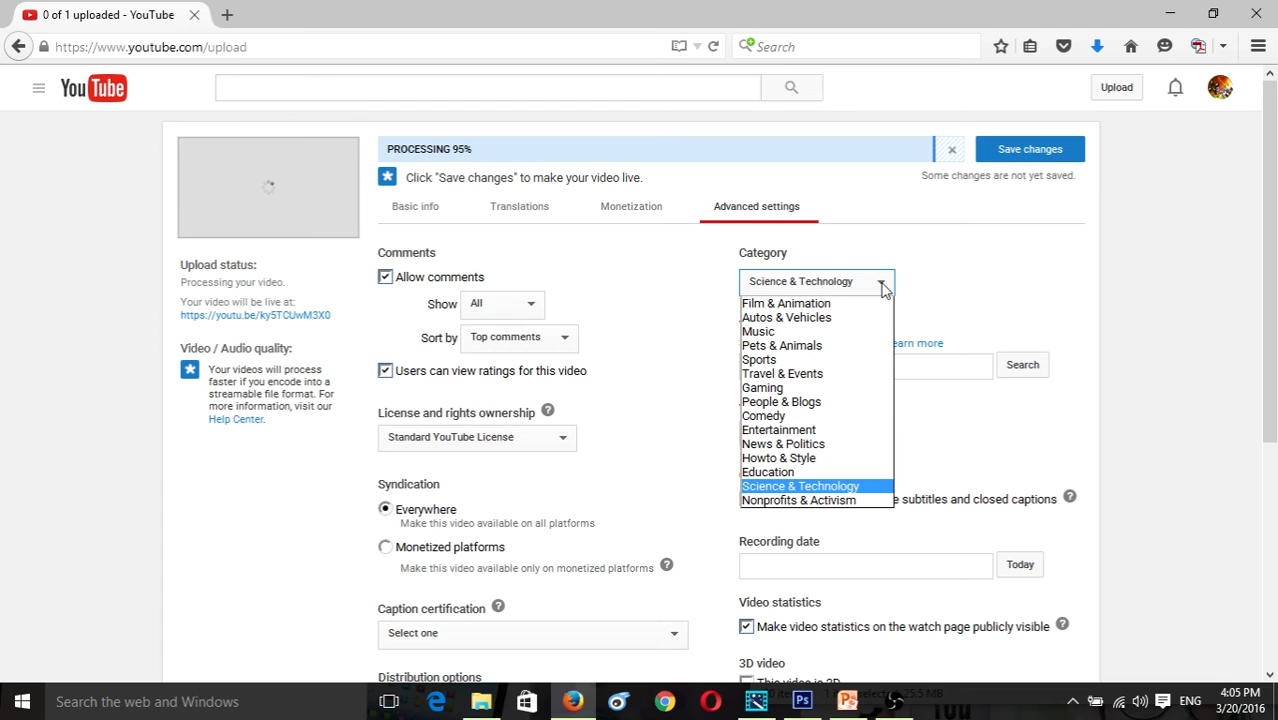 0 of 1 uploaded - YouTube
https://www.youtube.com/upload
Search
YouTube
Upload
PROCESSING 95%
Save changes
Click "Save changes" to make your video live.
Some changes are not yet saved.
Basic info
Translations
Monetization
Advanced settings
Upload status:
Processing your video.
Your video will be live at:
https://youtu.be/ky5TCUwM3X0
Video / Audio quality:
Your videos will process
faster if you encode into a
streamable file format. For
more information, visit our
Help Center.
Comments
Allow comments
Show
All
Sort by
Top comments
Users can view ratings for this video
License and rights ownership
Standard YouTube License
Syndication
Everywhere
Make this video available on all platforms
Monetized platforms
Make this video available only on monetized platforms
Caption certification
Select one
Distribution options
Category
Science & Technology
Film & Animation
Autos & Vehicles
Music
Pets & Animals
Sports
Travel & Events
Gaming
People & Blogs
Comedy
Entertainment
News & Politics
Howto & Style
Education
Science & Technology
Nonprofits & Activism
earn more
Search
e subtitles and closed captions
Recording date
Today
Video statistics
Make video statistics on the watch page publicly visible
3D video
This video is 3D
Search the web and Windows
25.5 MB
ENG
4:05 PM
3/20/2016